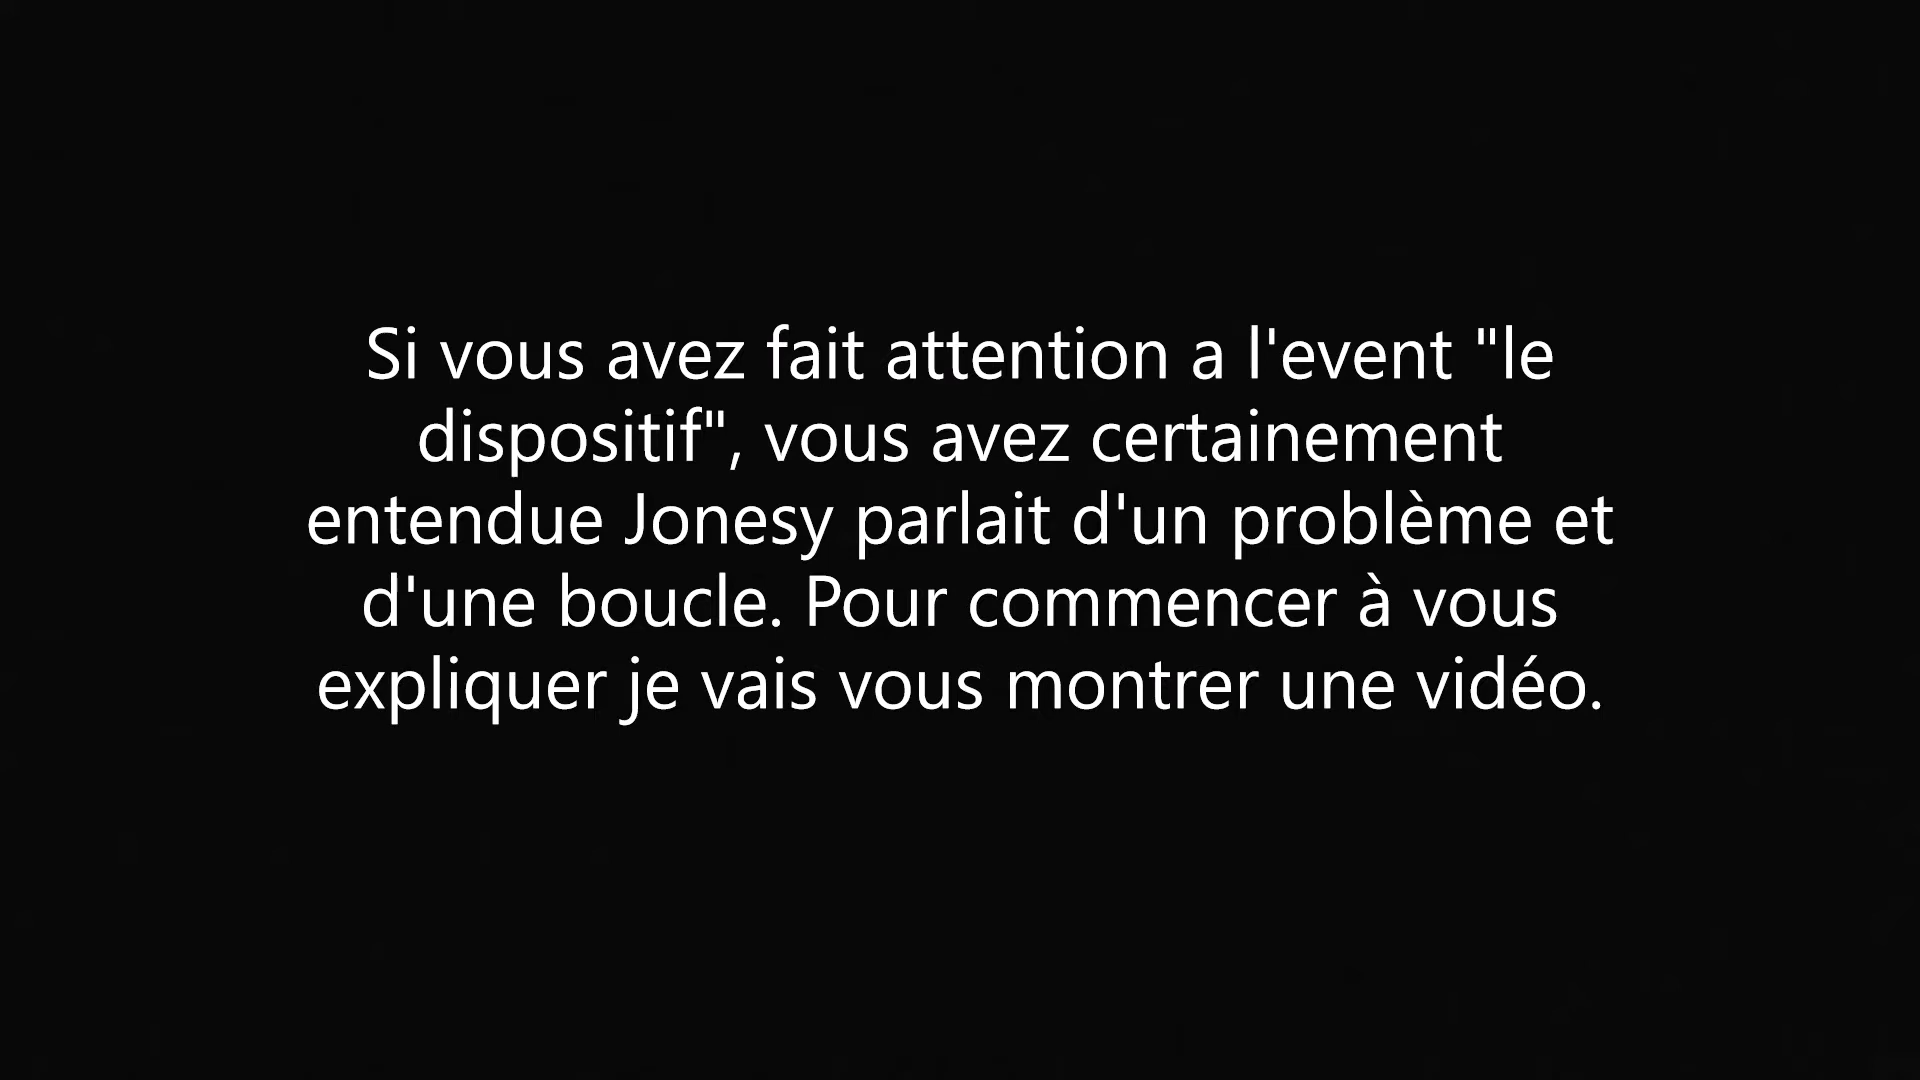 Si vous avez fait attention a l'event "le
dispositif", vous avez certainement
entendue Jonesy parlait d'un problème et
d'une boucle. Pour commencer à vous
expliquer je vais vous montrer une vidéo.